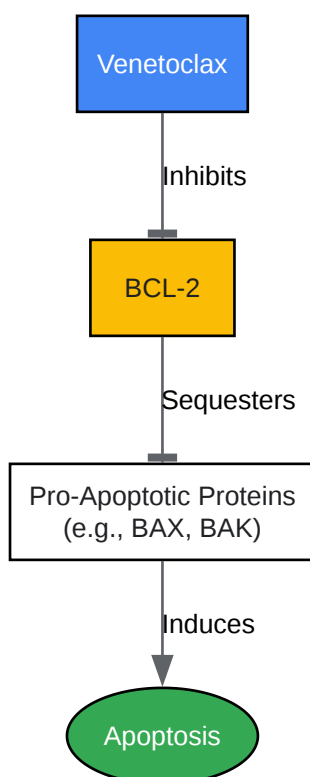 Venetoclax
Inhibits
BCL-2
Sequesters
Pro-Apoptotic Proteins
(e.g., BAX, BAK)
Induces
Apoptosis